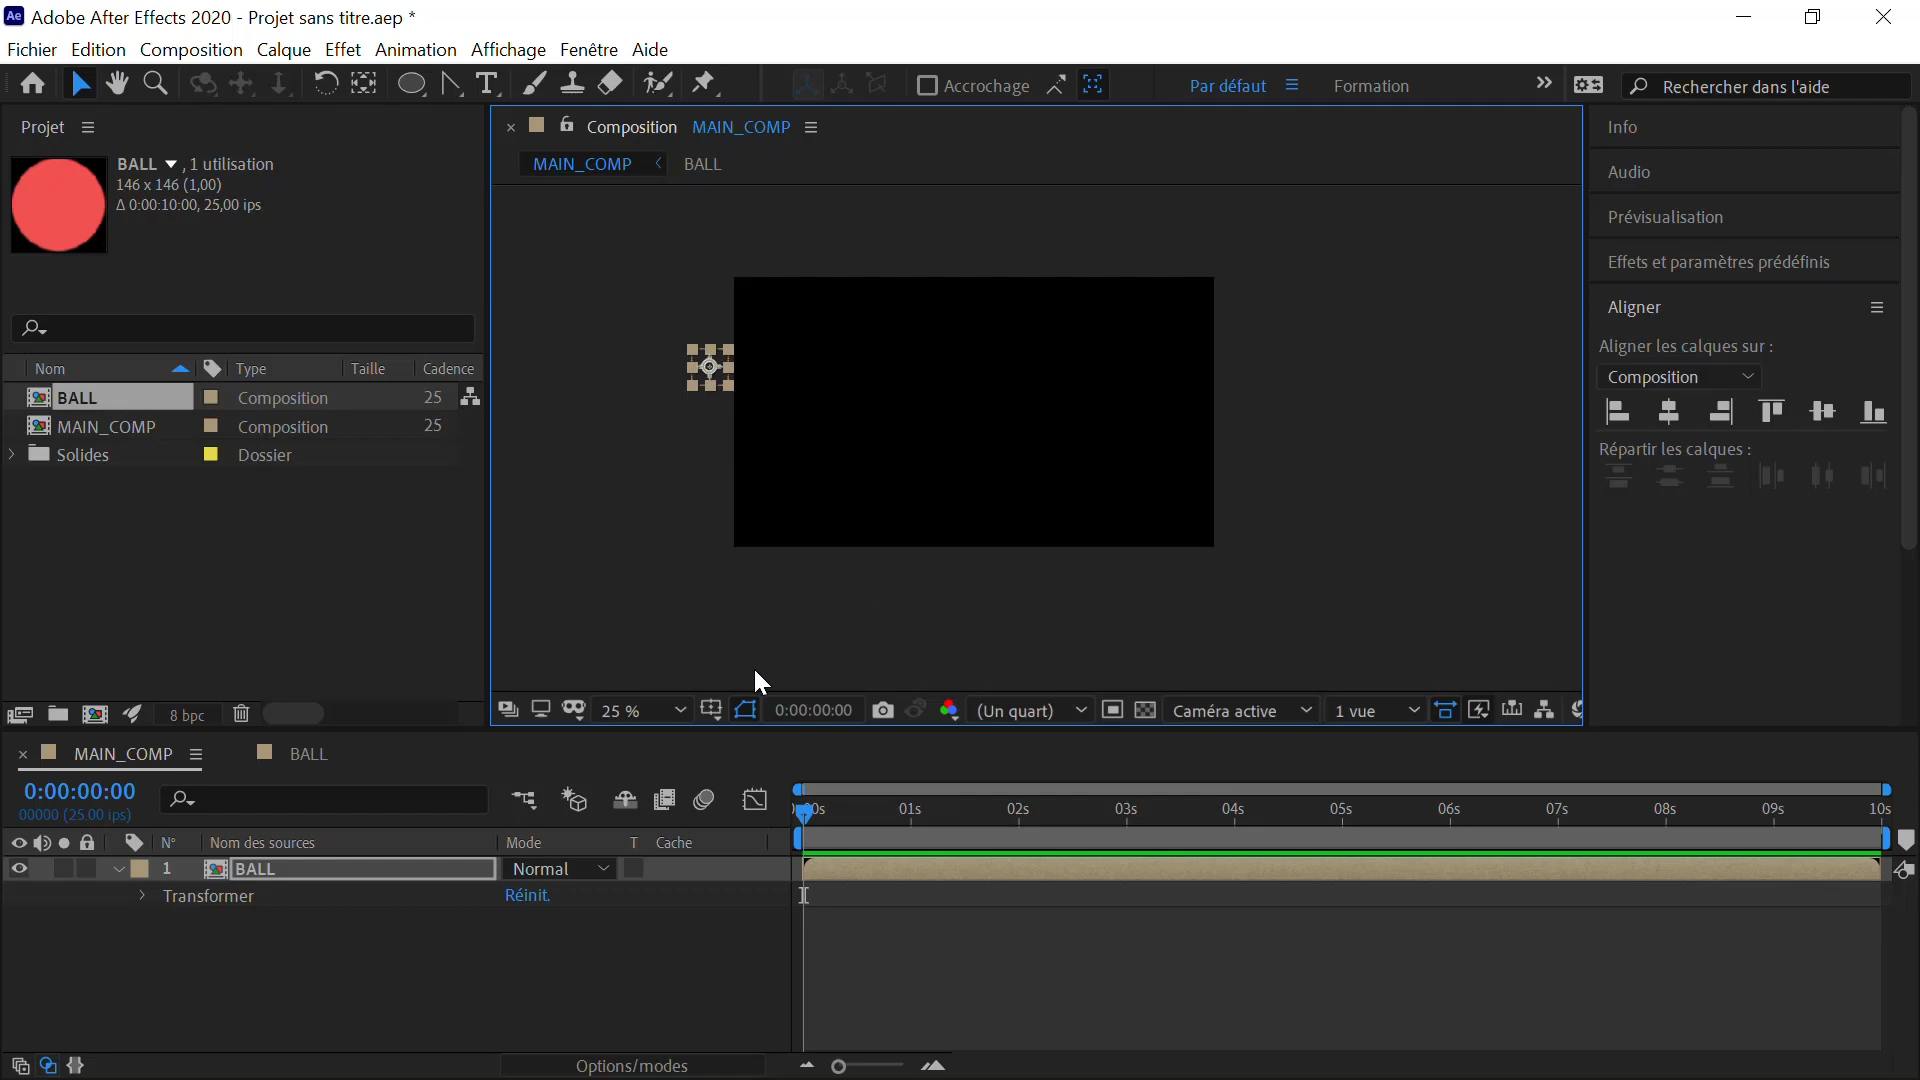 Ae Adobe After Effects 2020 - Projet sans titre.aep *
Fichier Edition Composition Calque Effet Animation Affichage Fenêtre Aide
T Accrochage Par défaut Formation Rechercher dans l'aide
Projet
BALL , 1 utilisation
146 x 146 (1,00)
Δ 0:00:10:00, 25,00 ips
Nom Type Taille Cadence
BALL Composition 25
MAIN_COMP Composition 25
Solides Dossier
8 bpc
Composition MAIN_COMP
MAIN_COMP BALL
25 % 0:00:00:00 (Un quart) Caméra active 1 vue
Info
Audio
Prévisualisation
Effets et paramètres prédéfinis
Aligner
Aligner les calques sur :
Composition
Répartir les calques :
MAIN_COMP BALL
0:00:00:00
00000 (25.00 ips)
00s 01s 02s 03s 04s 05s 06s 07s 08s 09s 10s
N° Nom des sources Mode T Cache
1 BALL Normal
Transformer Réinit.
Options/modes